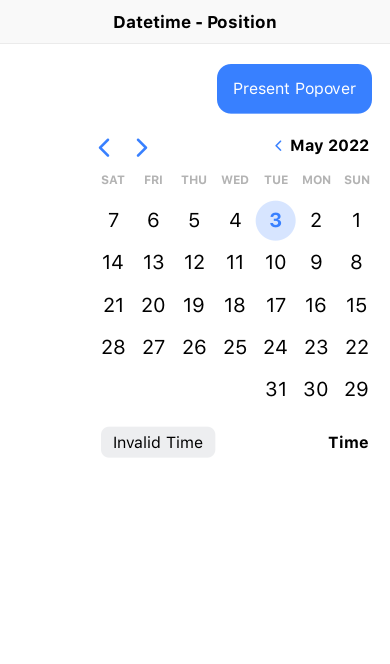 Datetime - Position
Present Popover
May 2022
SAT FRI THU WED TUE MON SUN
7 6 5 4 3 2 1
14 13 12 11 10 9 8
21 20 19 18 17 16 15
28 27 26 25 24 23 22
31 30 29
Invalid Time Time